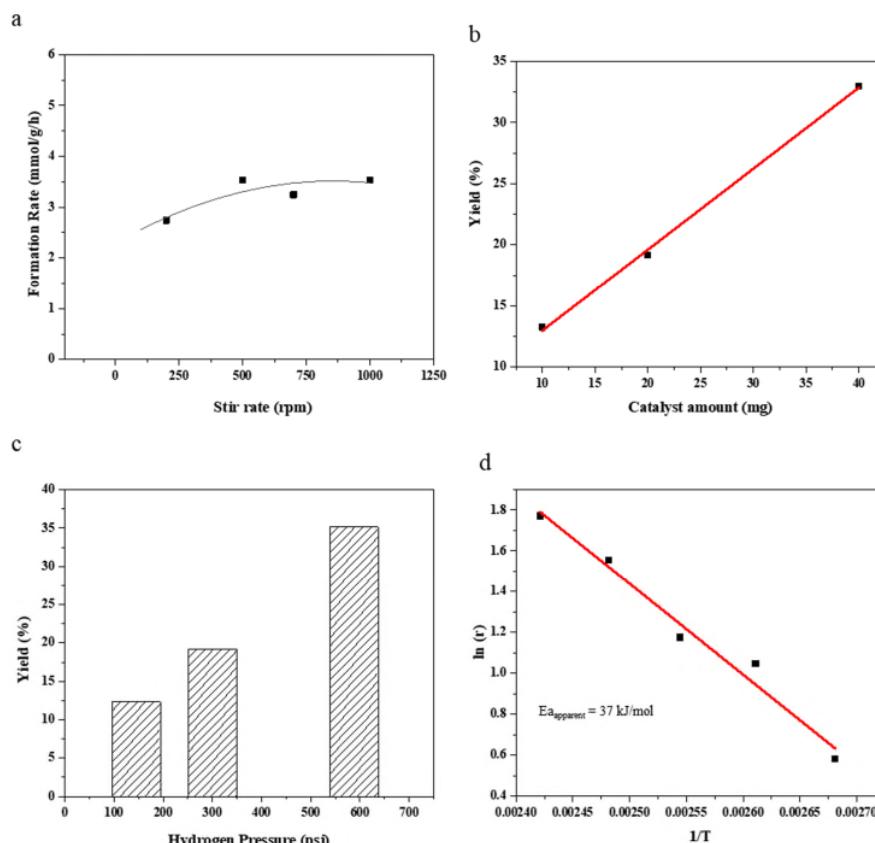 a
6
5
4
3
2
1
0
Formation Rate (mmol/g/h)
0 250 500 750 1000 1250
Stir rate (rpm)
b
35
30
25
20
15
10
Yield (%)
10 15 20 25 30 35 40
Catalyst amount (mg)
c
40
35
30
25
20
15
10
5
0
Yield (%)
0 100 200 300 400 500 600 700
Hydrogen Pressure (psi)
d
1.8
1.6
1.4
1.2
1.0
0.8
0.6
0.4
ln (r)
Ea apparent = 37 kJ/mol
0.00240 0.00245 0.00250 0.00255 0.00260 0.00265 0.00270
1/T